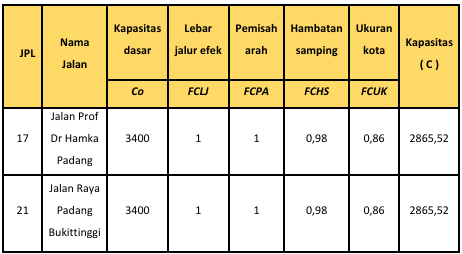 JPL
Nama
Jalan
Kapasitas
dasar
Lebar
jalur efek
Pemisah
arah
Hambatan
samping
Ukuran
kota
Kapasitas
( C )
Co
FCLJ
FCPA
FCHS
FCUK
17
Jalan Prof
Dr Hamka
Padang
3400
1
1
0,98
0,86
2865,52
21
Jalan Raya
Padang
Bukittinggi
3400
1
1
0,98
0,86
2865,52